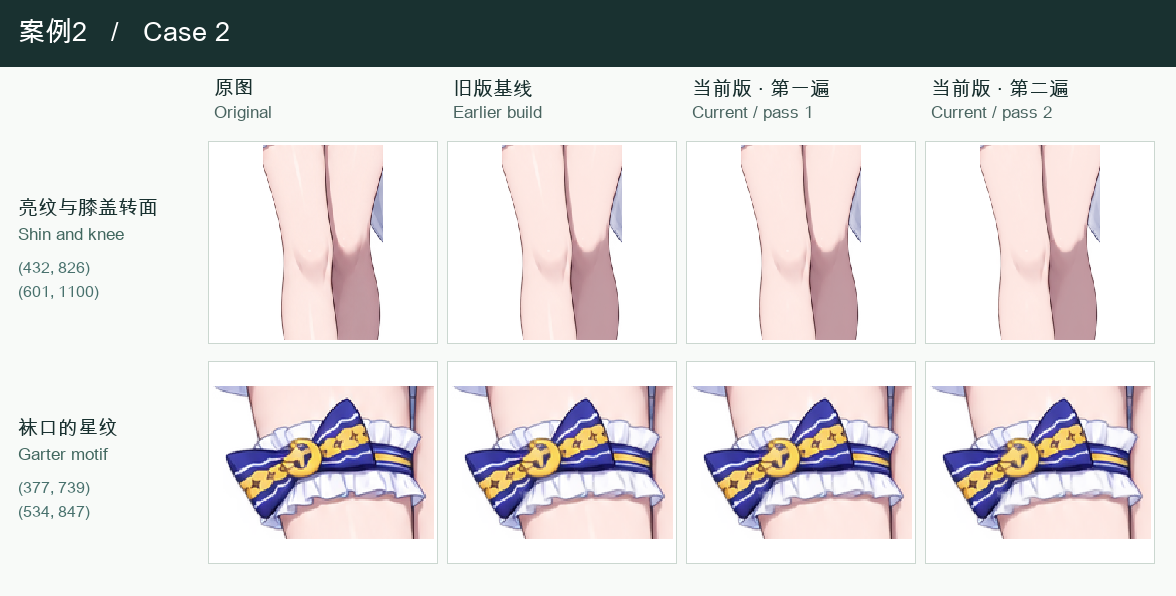 案例2 / Case 2
原图
Original
旧版基线
Earlier build
当前版 · 第一遍
Current / pass 1
当前版 · 第二遍
Current / pass 2
亮纹与膝盖转面
Shin and knee
(432, 826)
(601, 1100)
袜口的星纹
Garter motif
(377, 739)
(534, 847)